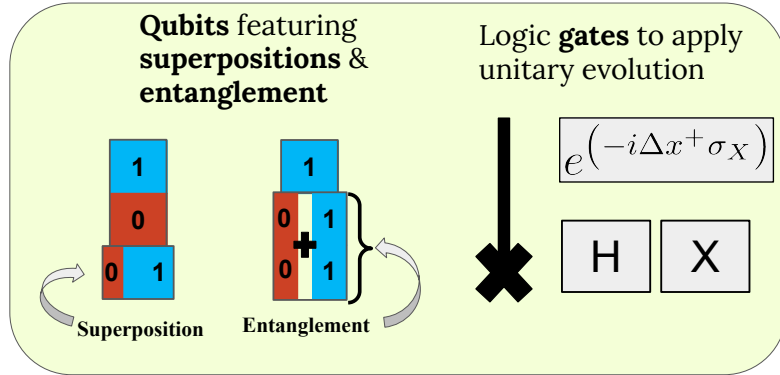 Qubits featuring
superpositions &
entanglement
Logic gates to apply
unitary evolution
1
0
0 1
Superposition
1
0 1
+
0 1
Entanglement
e^(-iΔx⁺σ_X)
H X